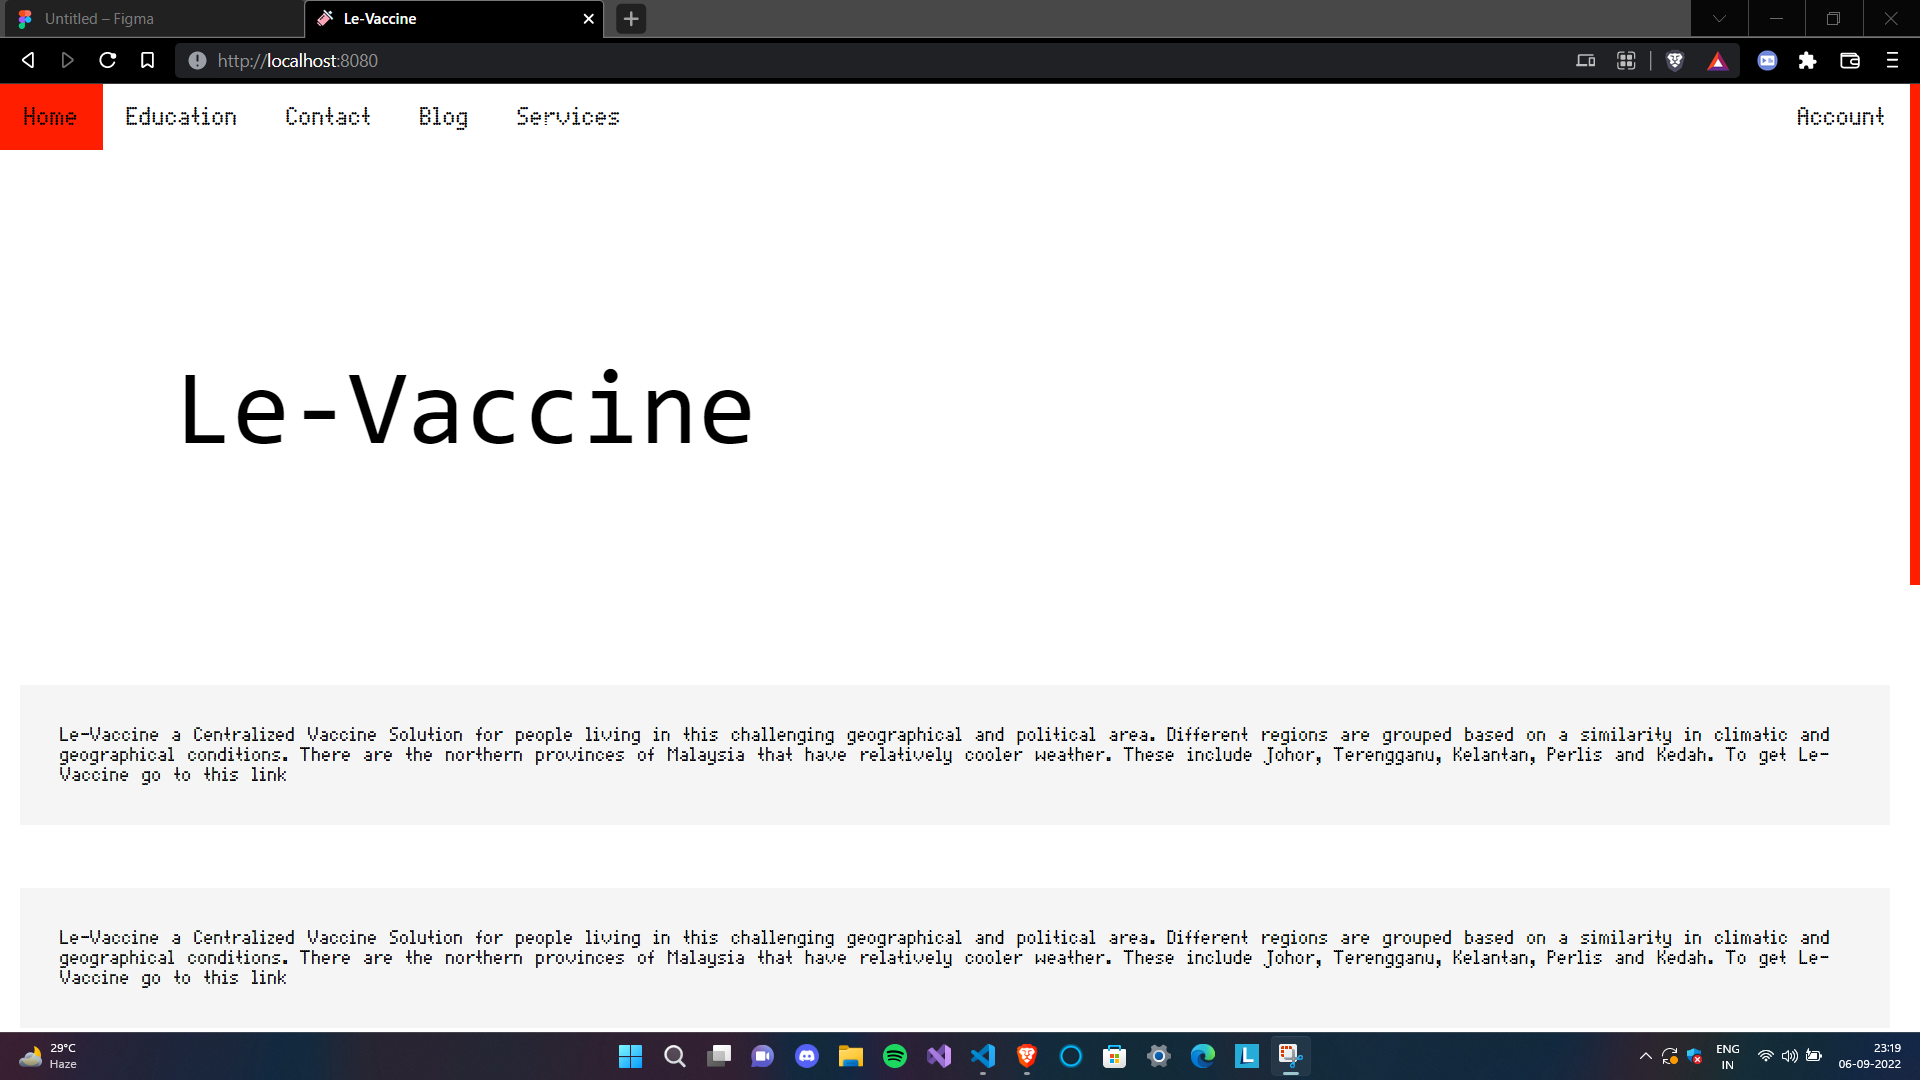 Untitled – Figma
Le-Vaccine
http://localhost:8080
Home Education Contact Blog Services Account
Le-Vaccine
Le-Vaccine a Centralized Vaccine Solution for people living in this challenging geographical and political area. Different regions are grouped based on a similarity in climatic and
geographical conditions. There are the northern provinces of Malaysia that have relatively cooler weather. These include Johor, Terengganu, Kelantan, Perlis and Kedah. To get Le-
Vaccine go to this link
Le-Vaccine a Centralized Vaccine Solution for people living in this challenging geographical and political area. Different regions are grouped based on a similarity in climatic and
geographical conditions. There are the northern provinces of Malaysia that have relatively cooler weather. These include Johor, Terengganu, Kelantan, Perlis and Kedah. To get Le-
Vaccine go to this link
29°C
Haze
L
ENG
IN
23:19
06-09-2022